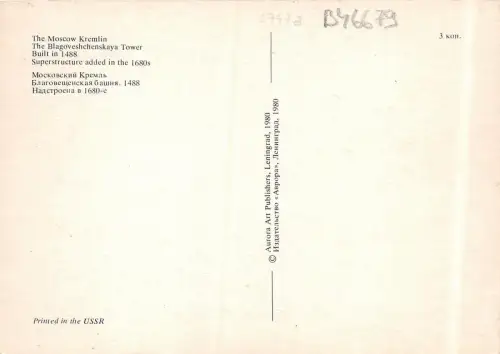 B46679
3 коп.
The Moscow Kremlin
The Blagoveshchenskaya Tower
Built in 1488
Superstructure added in the 1680s
Московский Кремль
Благовещенская башня. 1488
Надстроена в 1680-е
© Aurora Art Publishers, Leningrad, 1980
Издательство «Аврора», Ленинград, 1980
Printed in the USSR